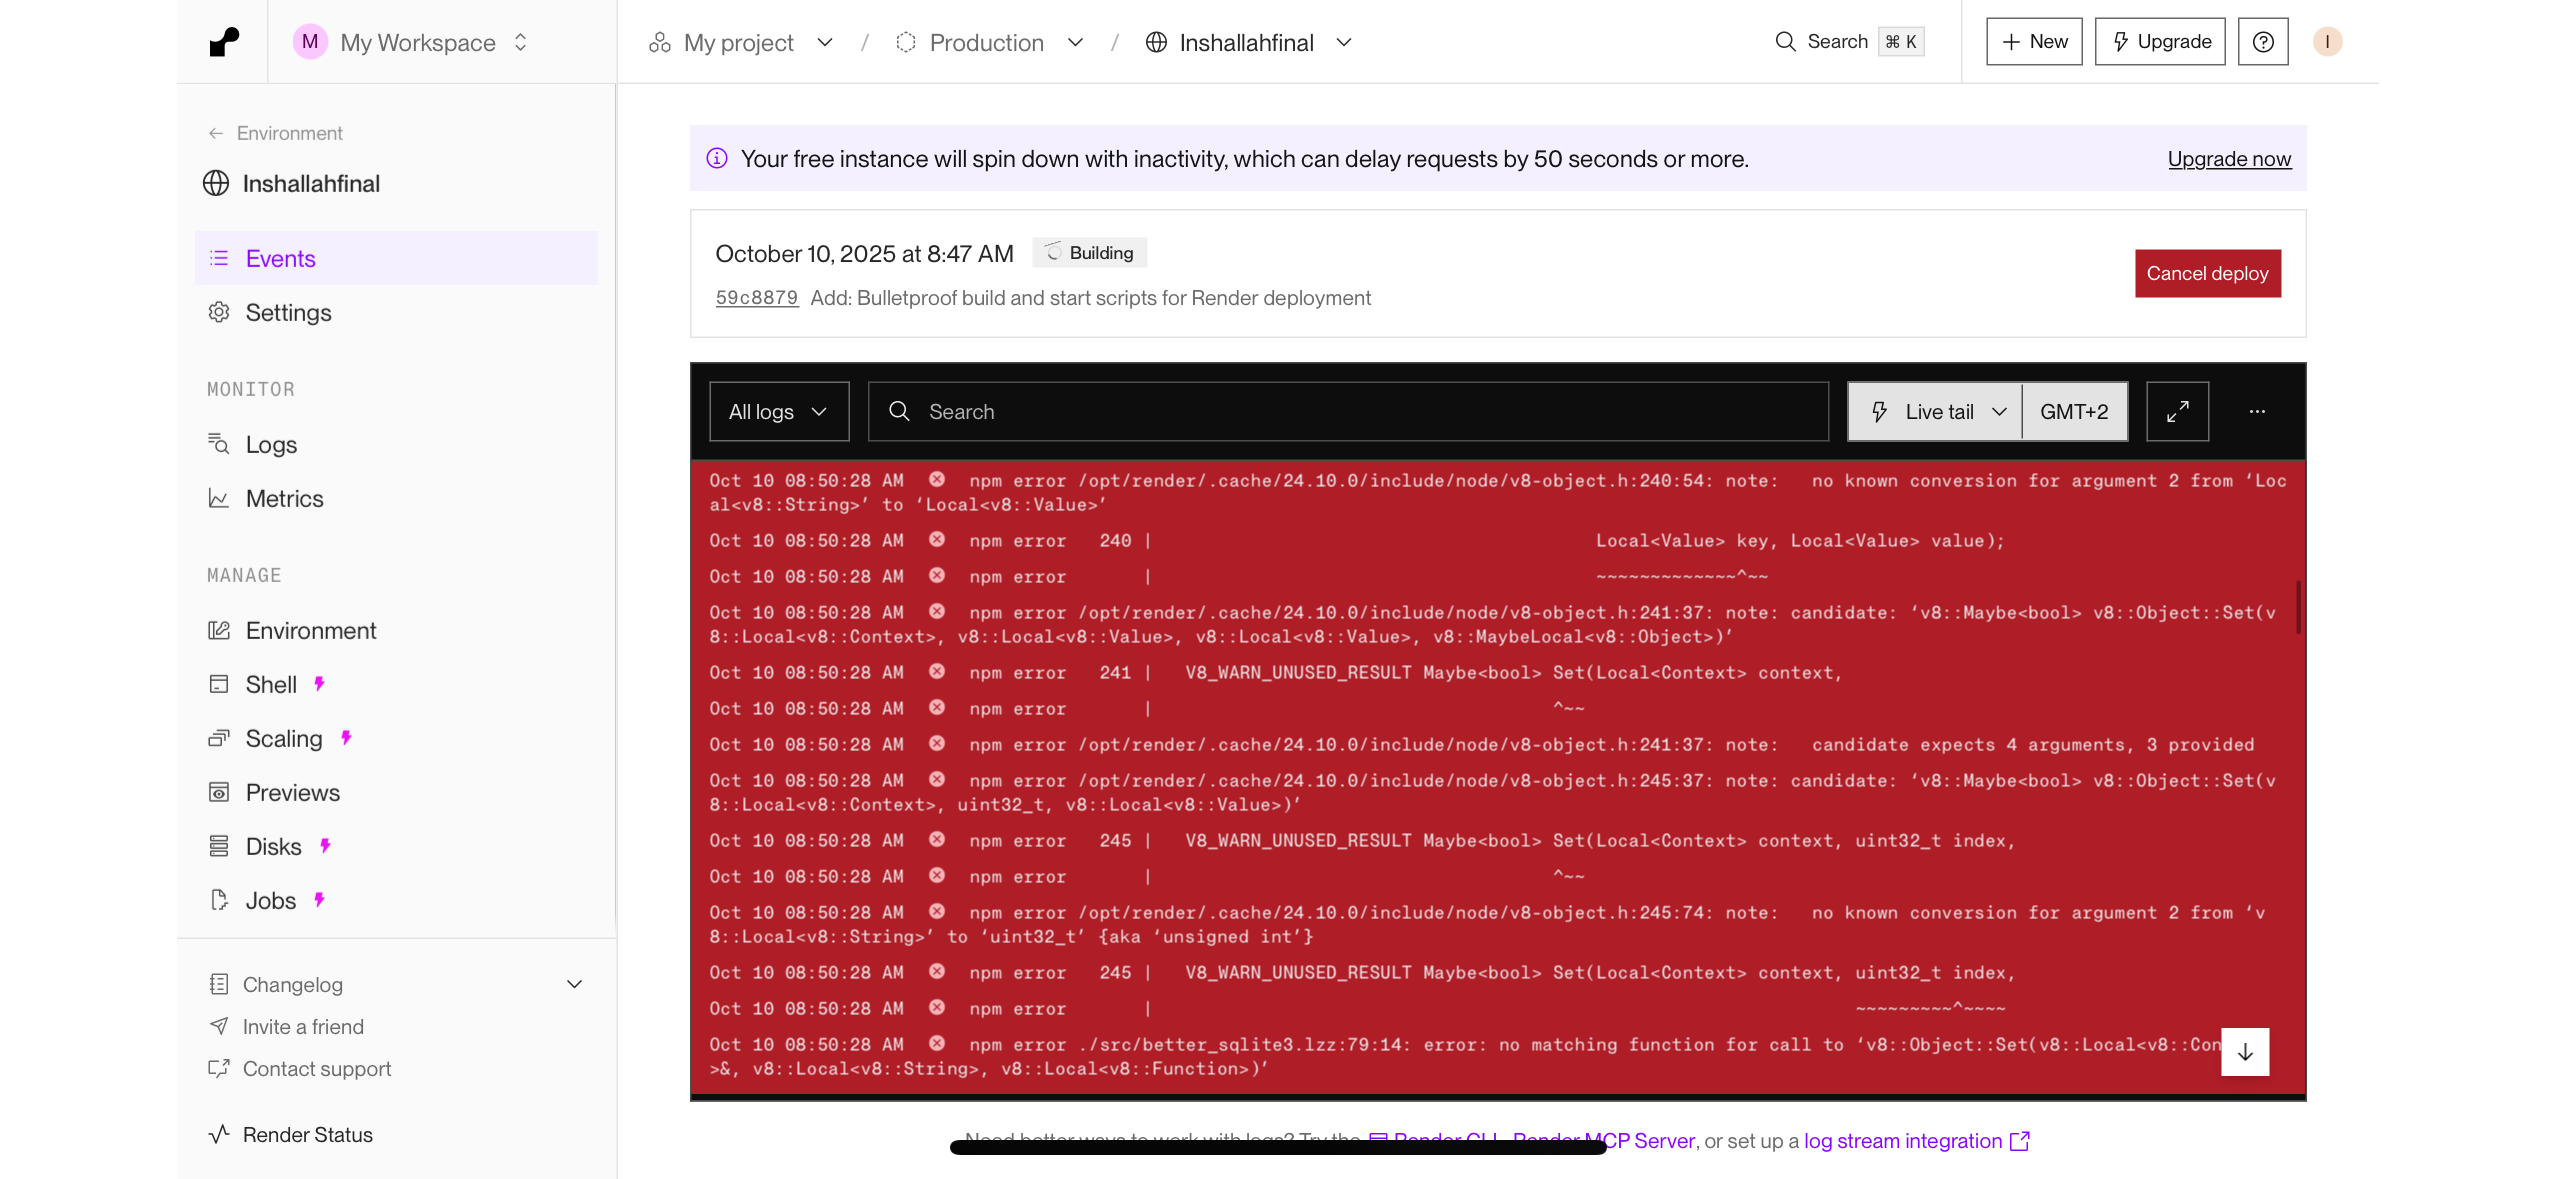 M My Workspace
My project / Production / Inshallahfinal
Search ⌘ K
+ New
Upgrade
I
← Environment
Inshallahfinal
Events
Settings
MONITOR
Logs
Metrics
MANAGE
Environment
Shell
Scaling
Previews
Disks
Jobs
Changelog
Invite a friend
Contact support
Render Status
Your free instance will spin down with inactivity, which can delay requests by 50 seconds or more.
Upgrade now
October 10, 2025 at 8:47 AM Building
59c8879 Add: Bulletproof build and start scripts for Render deployment
Cancel deploy
All logs
Search
Live tail
GMT+2
Oct 10 08:50:28 AM npm error /opt/render/.cache/24.10.0/include/node/v8-object.h:240:54: note:   no known conversion for argument 2 from ‘Loc
al<v8::String>’ to ‘Local<v8::Value>’
Oct 10 08:50:28 AM npm error   240 |                                         Local<Value> key, Local<Value> value);
Oct 10 08:50:28 AM npm error       |                                         ~~~~~~~~~~~~~^~~
Oct 10 08:50:28 AM npm error /opt/render/.cache/24.10.0/include/node/v8-object.h:241:37: note: candidate: ‘v8::Maybe<bool> v8::Object::Set(v
8::Local<v8::Context>, v8::Local<v8::Value>, v8::Local<v8::Value>, v8::MaybeLocal<v8::Object>)’
Oct 10 08:50:28 AM npm error   241 |   V8_WARN_UNUSED_RESULT Maybe<bool> Set(Local<Context> context,
Oct 10 08:50:28 AM npm error       |                                     ^~~
Oct 10 08:50:28 AM npm error /opt/render/.cache/24.10.0/include/node/v8-object.h:241:37: note:   candidate expects 4 arguments, 3 provided
Oct 10 08:50:28 AM npm error /opt/render/.cache/24.10.0/include/node/v8-object.h:245:37: note: candidate: ‘v8::Maybe<bool> v8::Object::Set(v
8::Local<v8::Context>, uint32_t, v8::Local<v8::Value>)’
Oct 10 08:50:28 AM npm error   245 |   V8_WARN_UNUSED_RESULT Maybe<bool> Set(Local<Context> context, uint32_t index,
Oct 10 08:50:28 AM npm error       |                                     ^~~
Oct 10 08:50:28 AM npm error /opt/render/.cache/24.10.0/include/node/v8-object.h:245:74: note:   no known conversion for argument 2 from ‘v
8::Local<v8::String>’ to ‘uint32_t’ {aka ‘unsigned int’}
Oct 10 08:50:28 AM npm error   245 |   V8_WARN_UNUSED_RESULT Maybe<bool> Set(Local<Context> context, uint32_t index,
Oct 10 08:50:28 AM npm error       |                                                                 ~~~~~~~~~^~~~~
Oct 10 08:50:28 AM npm error ./src/better_sqlite3.lzz:79:14: error: no matching function for call to ‘v8::Object::Set(v8::Local<v8::Con
>&, v8::Local<v8::String>, v8::Local<v8::Function>)’
Need better ways to work with logs? Try the Render CLI, Render MCP Server, or set up a log stream integration